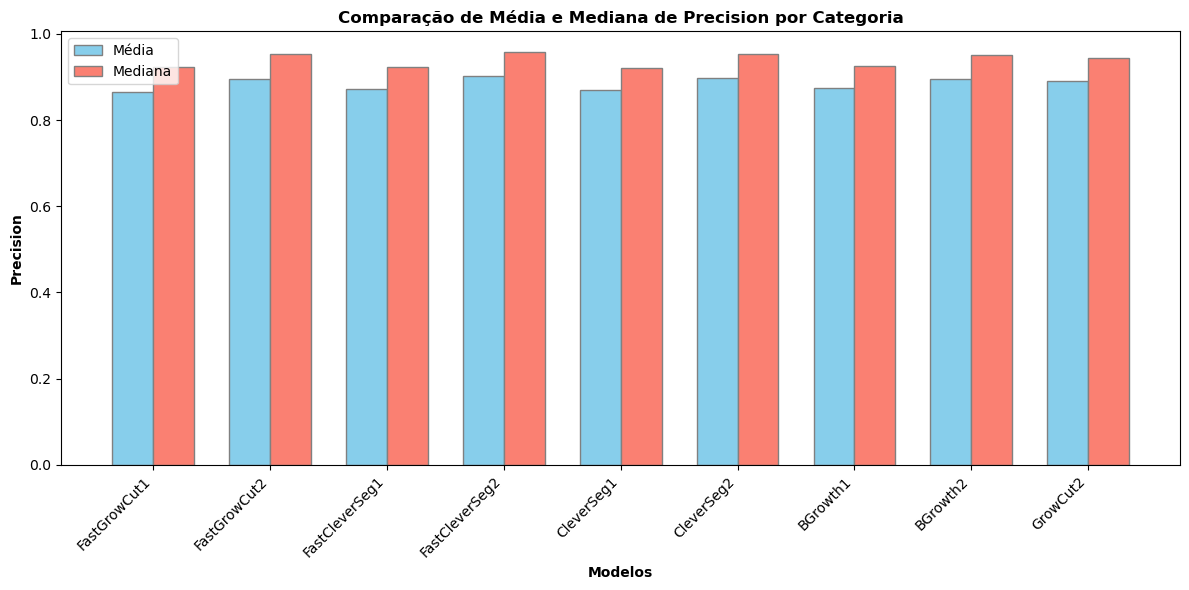 Comparação de Média e Mediana de Precision por Categoria
Média
Mediana
Precision
1.0
0.8
0.6
0.4
0.2
0.0
FastGrowCut1
FastGrowCut2
FastCleverSeg1
FastCleverSeg2
CleverSeg1
CleverSeg2
BGrowth1
BGrowth2
GrowCut2
Modelos